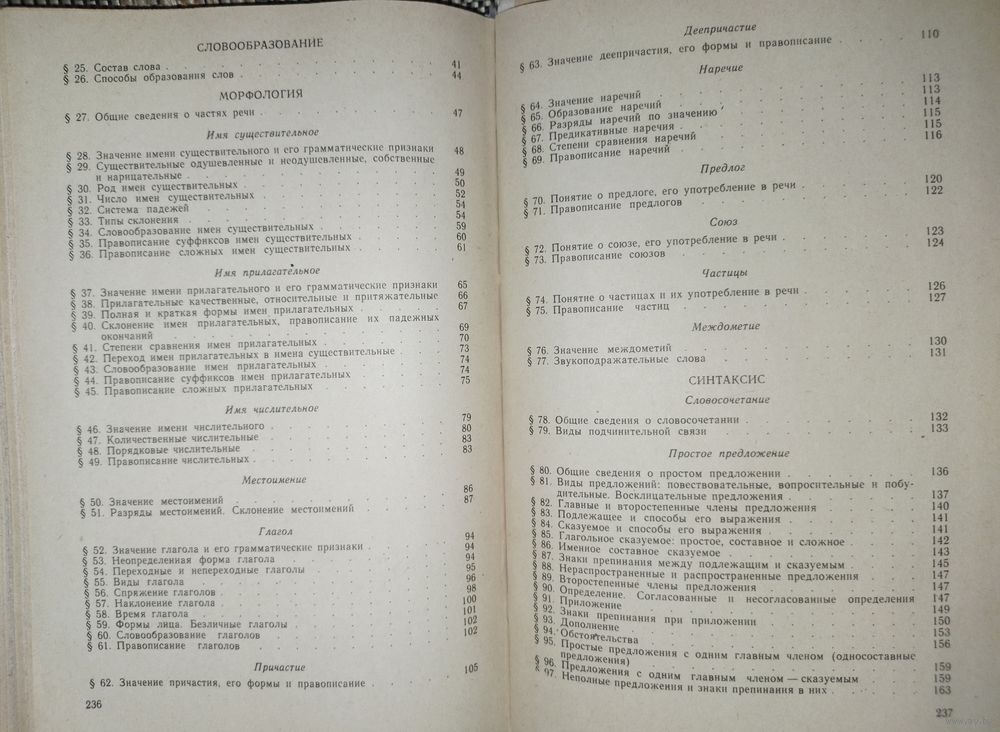 СЛОВООБРАЗОВАНИЕ
§ 25. Состав слова . . . . . . . . . . 41
§ 26. Способы образования слов . . . . . . . . . . 44
МОРФОЛОГИЯ
§ 27. Общие сведения о частях речи . . . . . . . . . . 47
Имя существительное
§ 28. Значение имени существительного и его грамматические признаки 48
§ 29. Существительные одушевленные и неодушевленные, собственные
и нарицательные . . . . . . . . . . 49
§ 30. Род имен существительных . . . . . . . . . . 50
§ 31. Число имен существительных . . . . . . . . . . 52
§ 32. Система падежей . . . . . . . . . . 54
§ 33. Типы склонения . . . . . . . . . . 54
§ 34. Словообразование имен существительных . . . . . . . . 59
§ 35. Правописание суффиксов имен существительных . . . . . . 60
§ 36. Правописание сложных имен существительных . . . . . . 61
Имя прилагательное
§ 37. Значение имени прилагательного и его грамматические признаки 65
§ 38. Прилагательные качественные, относительные и притяжательные 66
§ 39. Полная и краткая формы имен прилагательных . . . . . 67
§ 40. Склонение имен прилагательных, правописание их падежных
окончаний . . . . . . . . . . 69
§ 41. Степени сравнения имен прилагательных . . . . . . . 70
§ 42. Переход имен прилагательных в имена существительные . . . 73
§ 43. Словообразование имен прилагательных . . . . . . . 74
§ 44. Правописание суффиксов имен прилагательных . . . . . 74
§ 45. Правописание сложных прилагательных . . . . . . . 75
Имя числительное
§ 46. Значение имени числительного . . . . . . . . . . 79
§ 47. Количественные числительные . . . . . . . . . . 80
§ 48. Порядковые числительные . . . . . . . . . . 83
§ 49. Правописание числительных . . . . . . . . . . 83
Местоимение
§ 50. Значение местоимений . . . . . . . . . . 86
§ 51. Разряды местоимений. Склонение местоимений . . . . . 87
Глагол
§ 52. Значение глагола и его грамматические признаки . . . . . 94
§ 53. Неопределенная форма глагола . . . . . . . . . . 94
§ 54. Переходные и непереходные глаголы . . . . . . . . 94
§ 55. Виды глагола . . . . . . . . . . 95
§ 56. Спряжение глаголов . . . . . . . . . . 96
§ 57. Наклонение глагола . . . . . . . . . . 98
§ 58. Время глагола . . . . . . . . . . 100
§ 59. Формы лица. Безличные глаголы . . . . . . . . . 101
§ 60. Словообразование глаголов . . . . . . . . . . 102
§ 61. Правописание глаголов . . . . . . . . . . 102
Причастие
§ 62. Значение причастия, его формы и правописание . . . . . 105
236
Деепричастие
§ 63. Значение деепричастия, его формы и правописание . . . . 110
Наречие
§ 64. Значение наречий . . . . . . . . . . 113
§ 65. Образование наречий . . . . . . . . . . 113
§ 66. Разряды наречий по значению . . . . . . . . . . 114
§ 67. Предикативные наречия . . . . . . . . . . 115
§ 68. Степени сравнения наречий . . . . . . . . . . 115
§ 69. Правописание наречий . . . . . . . . . . 116
Предлог
§ 70. Понятие о предлоге, его употребление в речи . . . . . . 120
§ 71. Правописание предлогов . . . . . . . . . . 122
Союз
§ 72. Понятие о союзе, его употребление в речи . . . . . . . 123
§ 73. Правописание союзов . . . . . . . . . . 124
Частицы
§ 74. Понятие о частицах и их употребление в речи . . . . . . 126
§ 75. Правописание частиц . . . . . . . . . . 127
Междометие
§ 76. Значение междометий . . . . . . . . . . 130
§ 77. Звукоподражательные слова . . . . . . . . . . 131
СИНТАКСИС
Словосочетание
§ 78. Общие сведения о словосочетании . . . . . . . . . 132
§ 79. Виды подчинительной связи . . . . . . . . . . 133
Простое предложение
§ 80. Общие сведения о простом предложении . . . . . . . 136
§ 81. Виды предложений: повествовательные, вопросительные и побу-
дительные. Восклицательные предложения . . . . . . . 137
§ 82. Главные и второстепенные члены предложения . . . . . 140
§ 83. Подлежащее и способы его выражения . . . . . . . . 141
§ 84. Сказуемое и способы его выражения . . . . . . . . 141
§ 85. Глагольное сказуемое: простое, составное и сложное . . . . 142
§ 86. Именное составное сказуемое . . . . . . . . . . 143
§ 87. Знаки препинания между подлежащим и сказуемым . . . . 145
§ 88. Нераспространенные и распространенные предложения . . . 147
§ 89. Второстепенные члены предложения . . . . . . . . 147
§ 90. Определение. Согласованные и несогласованные определения 147
§ 91. Приложение . . . . . . . . . . 149
§ 92. Знаки препинания при приложении . . . . . . . . 150
§ 93. Дополнение . . . . . . . . . . 153
§ 94. Обстоятельства . . . . . . . . . . 156
§ 95. Простые предложения с одним главным членом (односоставные
предложения) . . . . . . . . . . 159
§ 96. Предложения с одним главным членом — сказуемым . . . . 159
§ 97. Неполные предложения и знаки препинания в них . . . . . 163
237